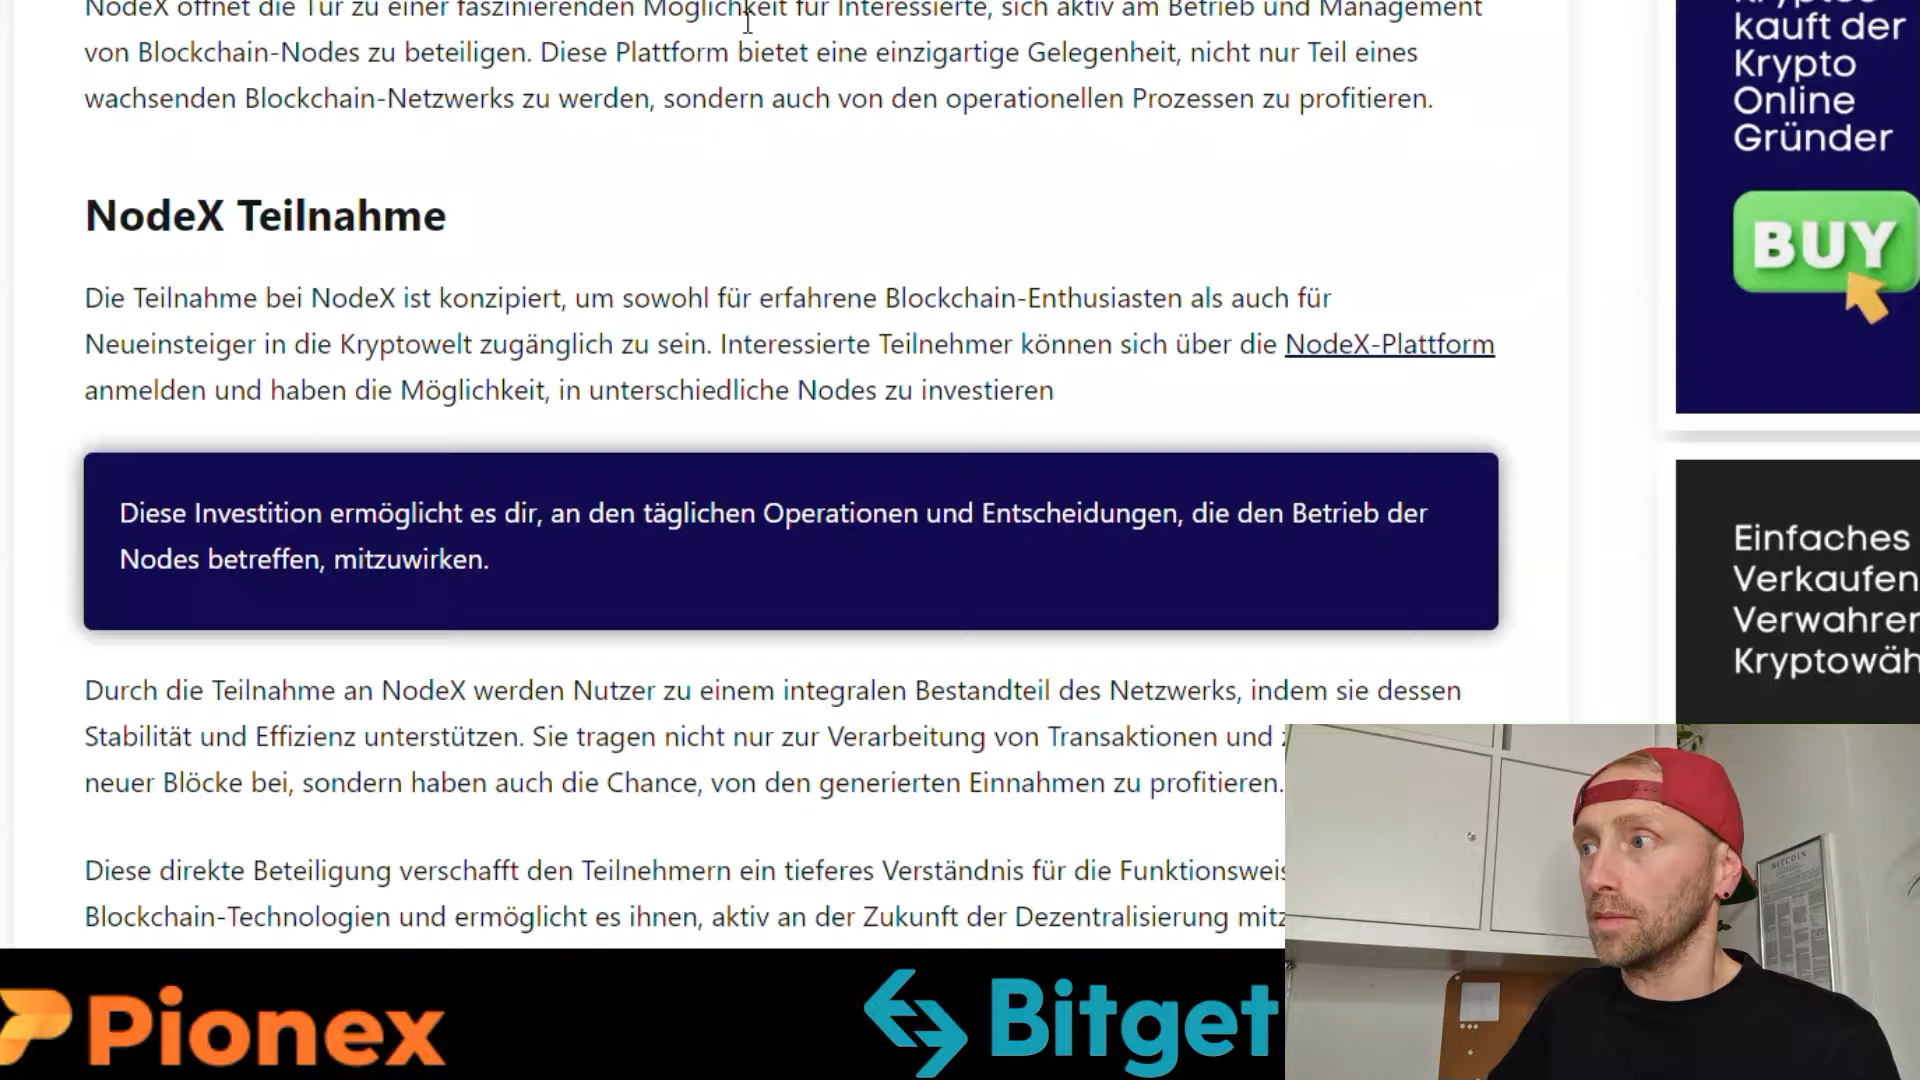 NodeX öffnet die Tür zu einer faszinierenden Möglichkeit für Interessierte, sich aktiv am Betrieb und Management
von Blockchain-Nodes zu beteiligen. Diese Plattform bietet eine einzigartige Gelegenheit, nicht nur Teil eines
wachsenden Blockchain-Netzwerks zu werden, sondern auch von den operationellen Prozessen zu profitieren.
NodeX Teilnahme
Die Teilnahme bei NodeX ist konzipiert, um sowohl für erfahrene Blockchain-Enthusiasten als auch für
Neueinsteiger in die Kryptowelt zugänglich zu sein. Interessierte Teilnehmer können sich über die NodeX-Plattform
anmelden und haben die Möglichkeit, in unterschiedliche Nodes zu investieren
Diese Investition ermöglicht es dir, an den täglichen Operationen und Entscheidungen, die den Betrieb der
Nodes betreffen, mitzuwirken.
Durch die Teilnahme an NodeX werden Nutzer zu einem integralen Bestandteil des Netzwerks, indem sie dessen
Stabilität und Effizienz unterstützen. Sie tragen nicht nur zur Verarbeitung von Transaktionen und
neuer Blöcke bei, sondern haben auch die Chance, von den generierten Einnahmen zu profitieren.
Diese direkte Beteiligung verschafft den Teilnehmern ein tieferes Verständnis für die Funktionsweis
Blockchain-Technologien und ermöglicht es ihnen, aktiv an der Zukunft der Dezentralisierung mitz
kauft der
Krypto
Online
Gründer
BUY
Einfaches
Verkaufen
Verwahren
Kryptowäh
BITCOIN
Pionex
Bitget